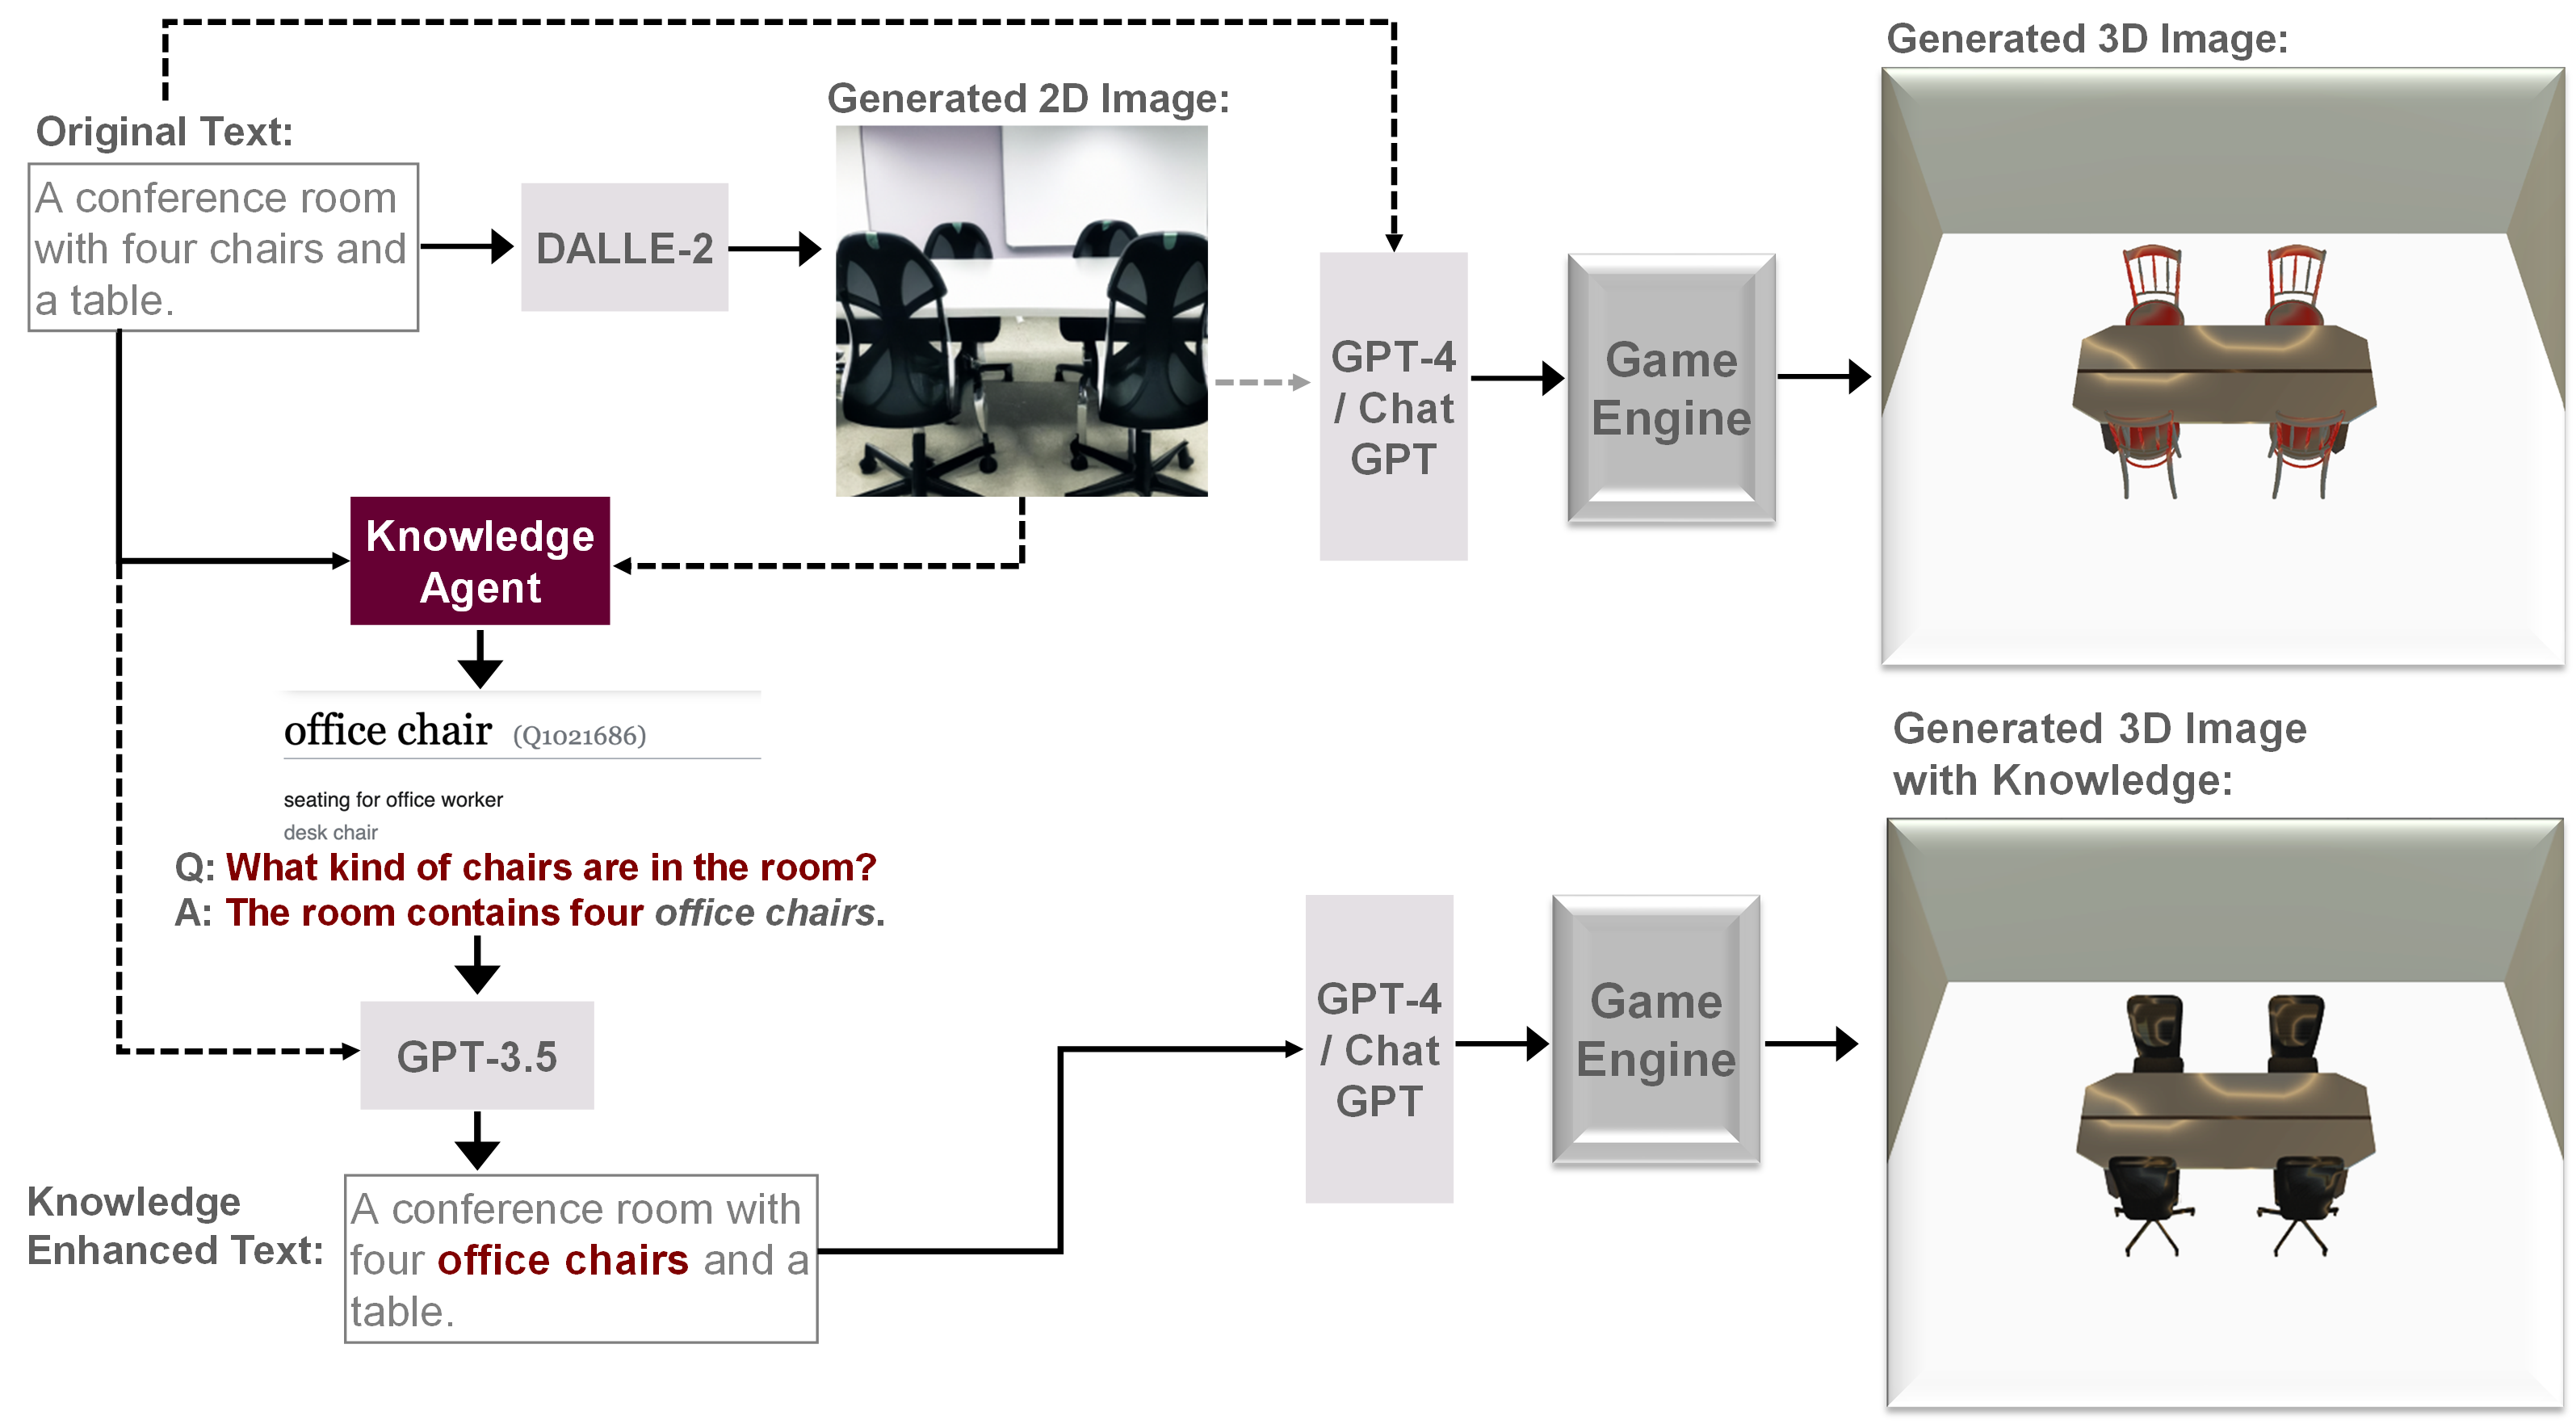 Original Text:
A conference room
with four chairs and
a table.
DALLE-2
Generated 2D Image:
GPT-4
/ Chat
GPT
Game
Engine
Generated 3D Image:
Knowledge
Agent
office chair (Q1021686)
seating for office worker
desk chair
Q: What kind of chairs are in the room?
A: The room contains four office chairs.
GPT-3.5
Knowledge
Enhanced Text:
A conference room with
four office chairs and a
table.
GPT-4
/ Chat
GPT
Game
Engine
Generated 3D Image
with Knowledge: